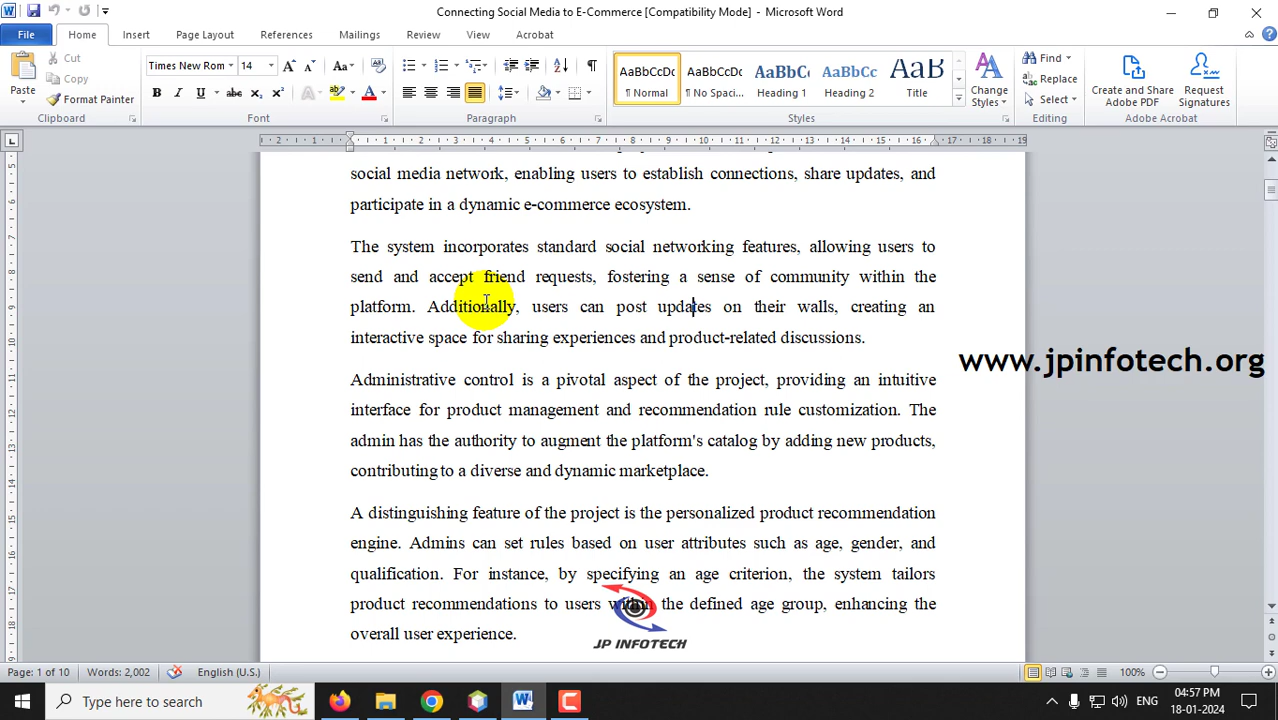 Connecting Social Media to E-Commerce [Compatibility Mode] - Microsoft Word
File Home Insert Page Layout References Mailings Review View Acrobat
Cut
Copy
Format Painter
Paste
Clipboard
Times New Rom 14
Font
Paragraph
AaBbCcDc AaBbCcDc AaBbC AaBbCc AaB
¶ Normal ¶ No Spaci... Heading 1 Heading 2 Title
Change Styles
Styles
Find
Replace
Select
Editing
Create and Share Adobe PDF
Request Signatures
Adobe Acrobat
social media network, enabling users to establish connections, share updates, and
participate in a dynamic e-commerce ecosystem.
The system incorporates standard social networking features, allowing users to
send and accept friend requests, fostering a sense of community within the
platform. Additionally, users can post updates on their walls, creating an
interactive space for sharing experiences and product-related discussions.
www.jpinfotech.org
Administrative control is a pivotal aspect of the project, providing an intuitive
interface for product management and recommendation rule customization. The
admin has the authority to augment the platform's catalog by adding new products,
contributing to a diverse and dynamic marketplace.
A distinguishing feature of the project is the personalized product recommendation
engine. Admins can set rules based on user attributes such as age, gender, and
qualification. For instance, by specifying an age criterion, the system tailors
product recommendations to users within the defined age group, enhancing the
overall user experience.
JP INFOTECH
Page: 1 of 10 Words: 2,002 English (U.S.) 100%
Type here to search
ENG
04:57 PM
18-01-2024